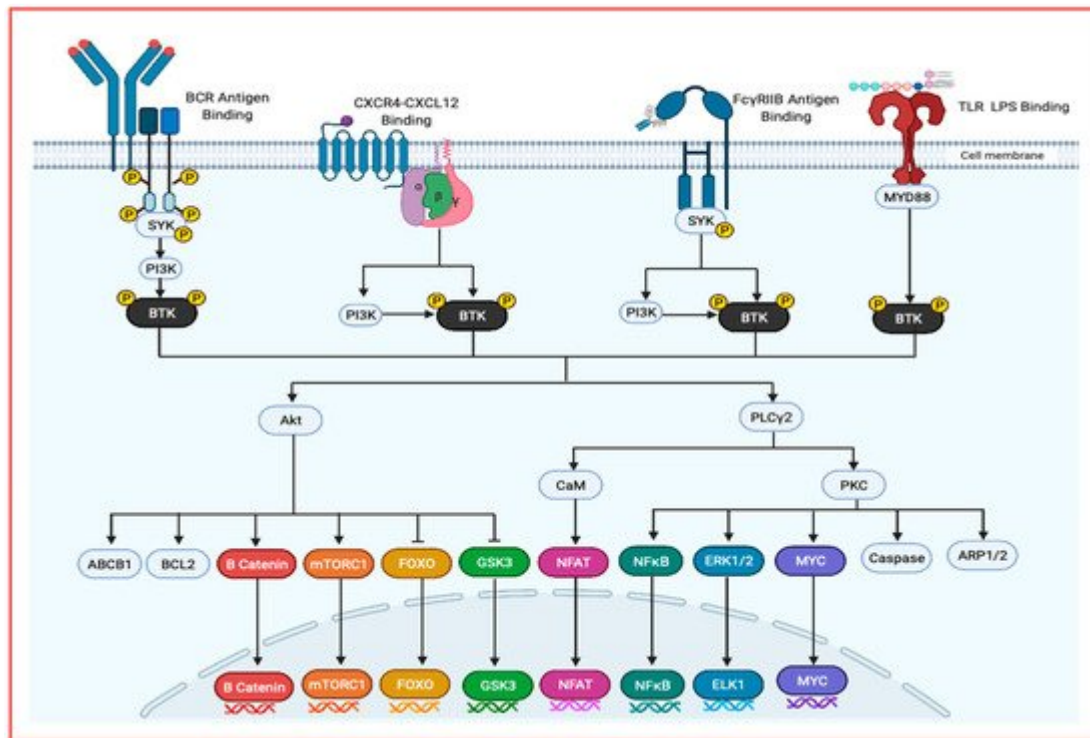 BCR Antigen
Binding
CXCR4-CXCL12
Binding
FcγRIIB Antigen
Binding
TLR LPS Binding
Cell membrane
α
β
γ
P
P
P
P
P
SYK
P
SYK
P
MYD88
PI3K
P
P
BTK
PI3K
P
P
BTK
PI3K
P
P
BTK
P
P
BTK
Akt
PLCγ2
CaM
PKC
ABCB1
BCL2
B Catenin
mTORC1
FOXO
GSK3
NFAT
NFκB
ERK1/2
MYC
Caspase
ARP1/2
B Catenin
mTORC1
FOXO
GSK3
NFAT
NFκB
ELK1
MYC